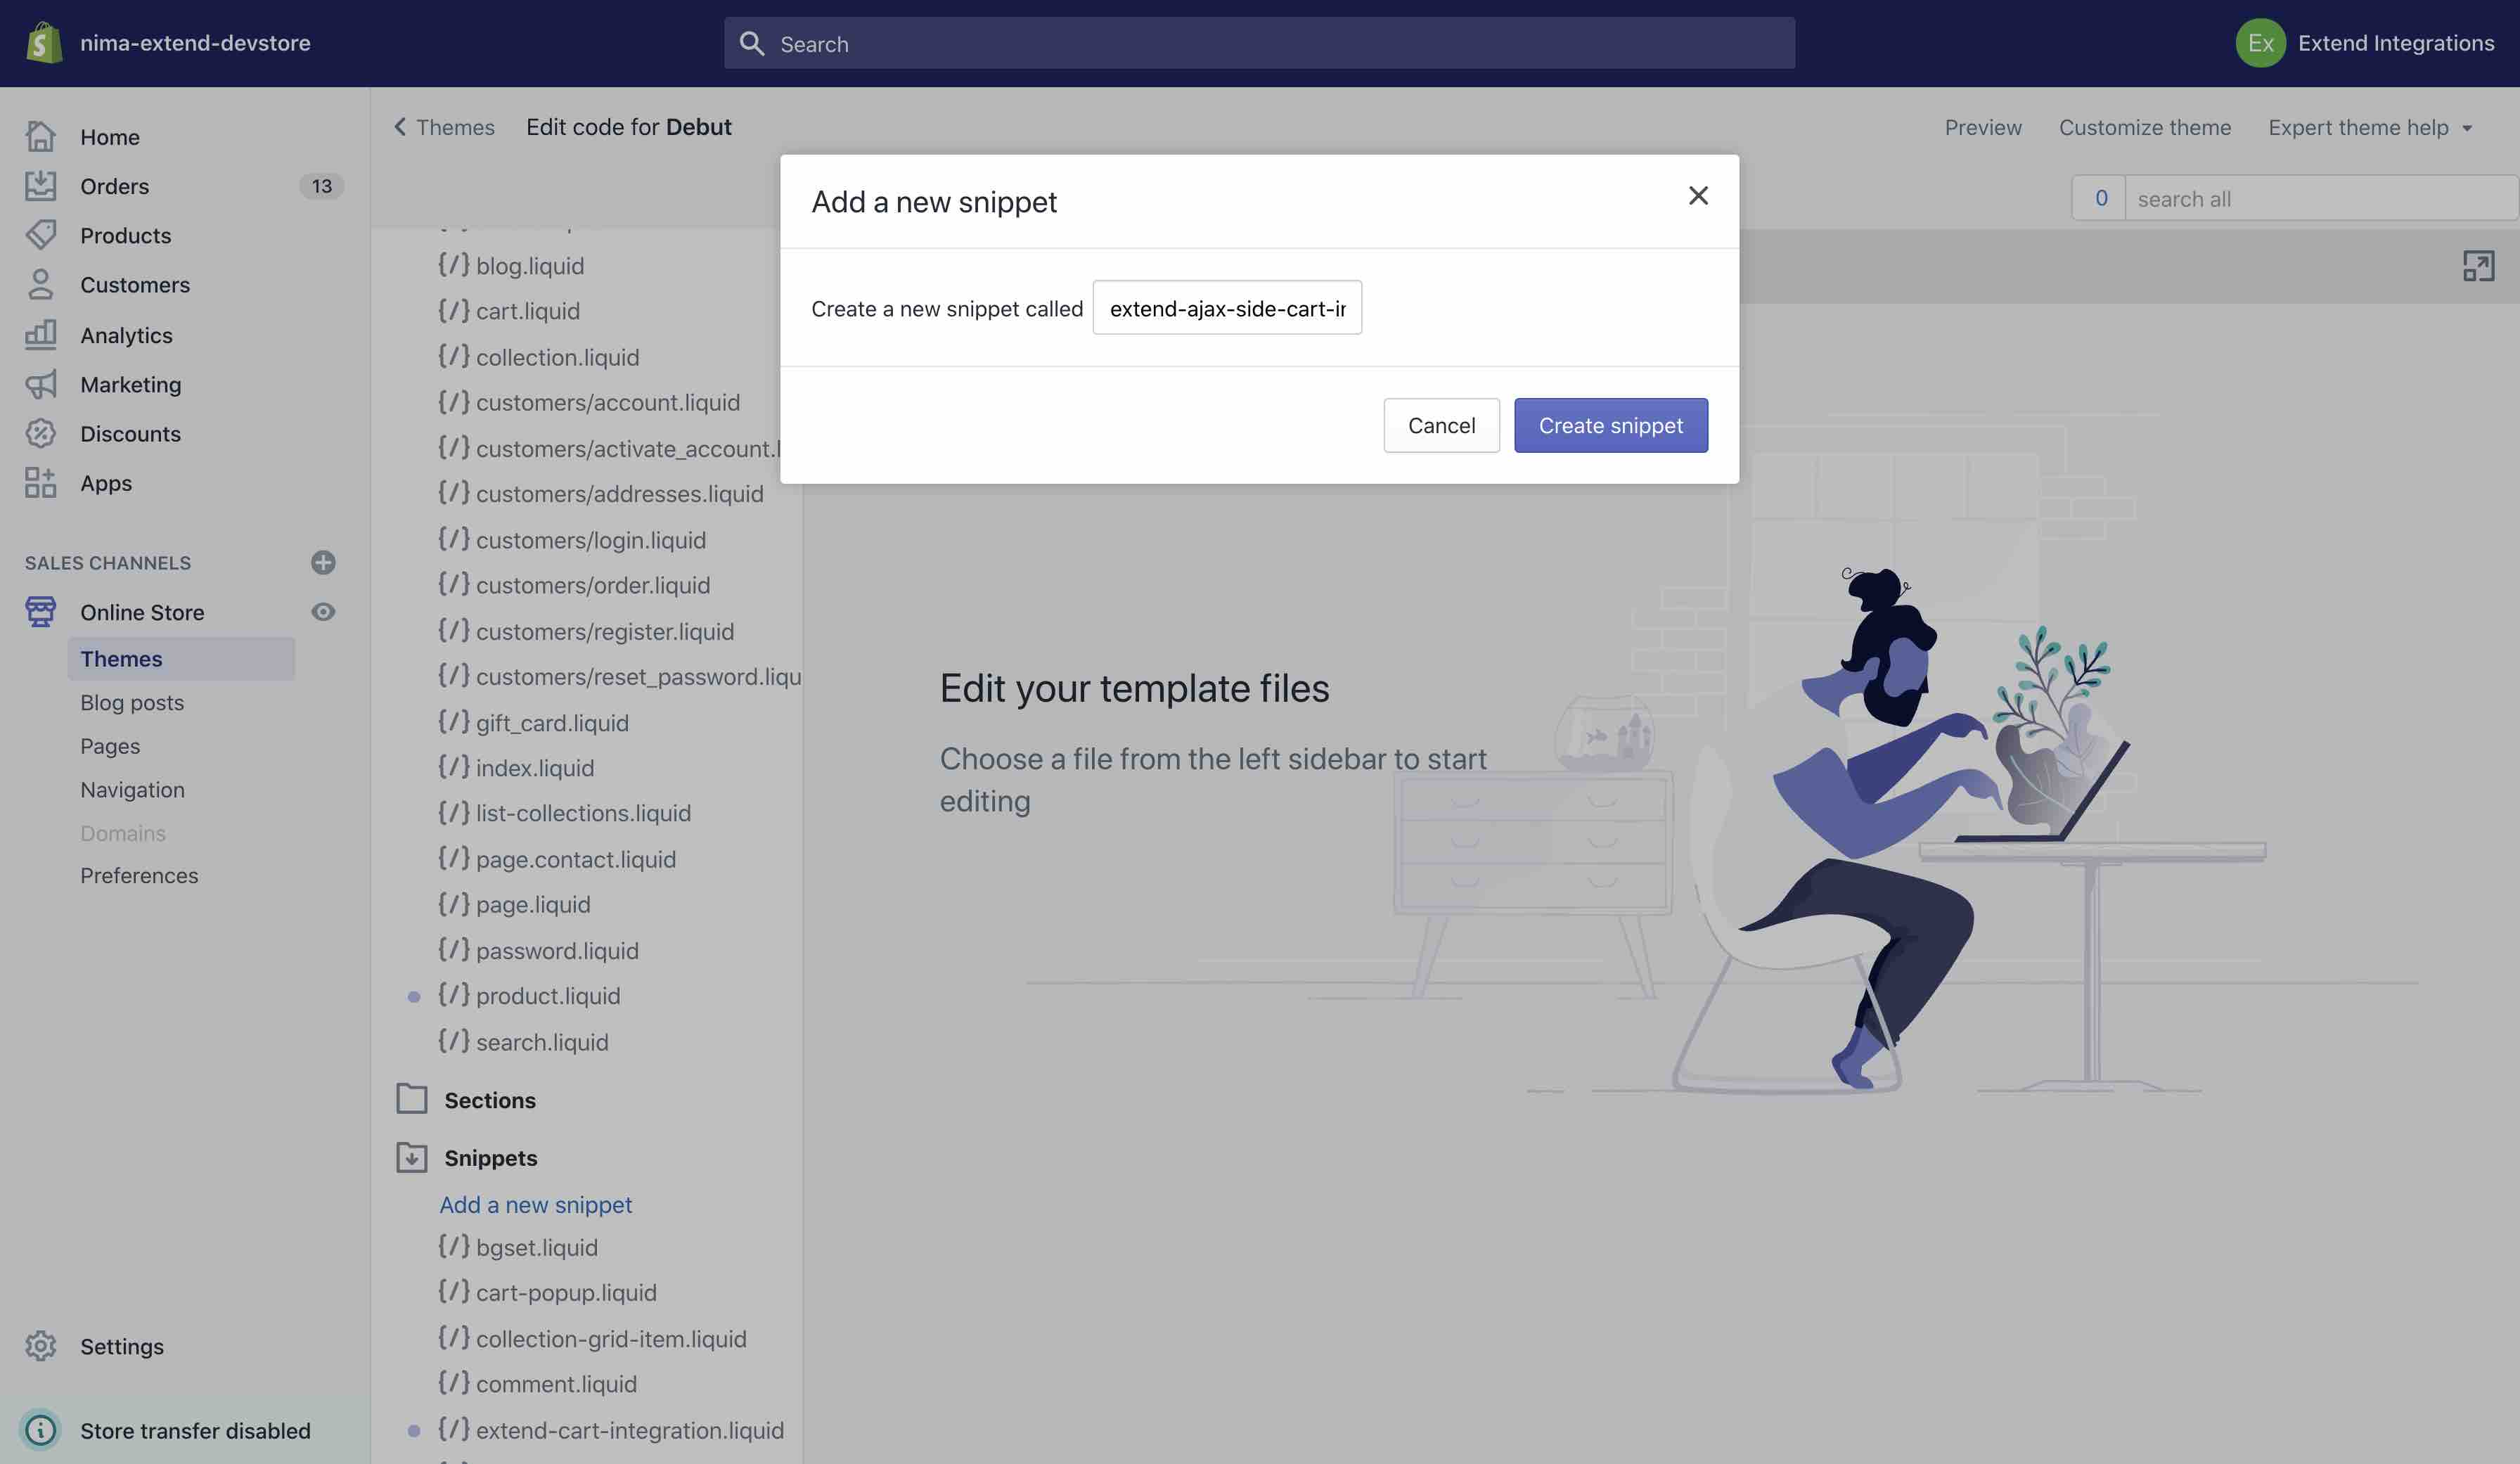 nima-extend-devstore
Search
Ex
Extend Integrations
Home
Orders
13
Products
Customers
Analytics
Marketing
Discounts
Apps
SALES CHANNELS
Online Store
Themes
Blog posts
Pages
Navigation
Domains
Preferences
Settings
Store transfer disabled
Themes
Edit code for Debut
Preview
Customize theme
Expert theme help
0
search all
{/} blog.liquid
{/} cart.liquid
{/} collection.liquid
{/} customers/account.liquid
{/} customers/activate_account.l
{/} customers/addresses.liquid
{/} customers/login.liquid
{/} customers/order.liquid
{/} customers/register.liquid
{/} customers/reset_password.liqu
{/} gift_card.liquid
{/} index.liquid
{/} list-collections.liquid
{/} page.contact.liquid
{/} page.liquid
{/} password.liquid
{/} product.liquid
{/} search.liquid
Sections
Snippets
Add a new snippet
{/} bgset.liquid
{/} cart-popup.liquid
{/} collection-grid-item.liquid
{/} comment.liquid
{/} extend-cart-integration.liquid
Add a new snippet
Create a new snippet called
extend-ajax-side-cart-ir
Cancel
Create snippet
Edit your template files
Choose a file from the left sidebar to start
editing